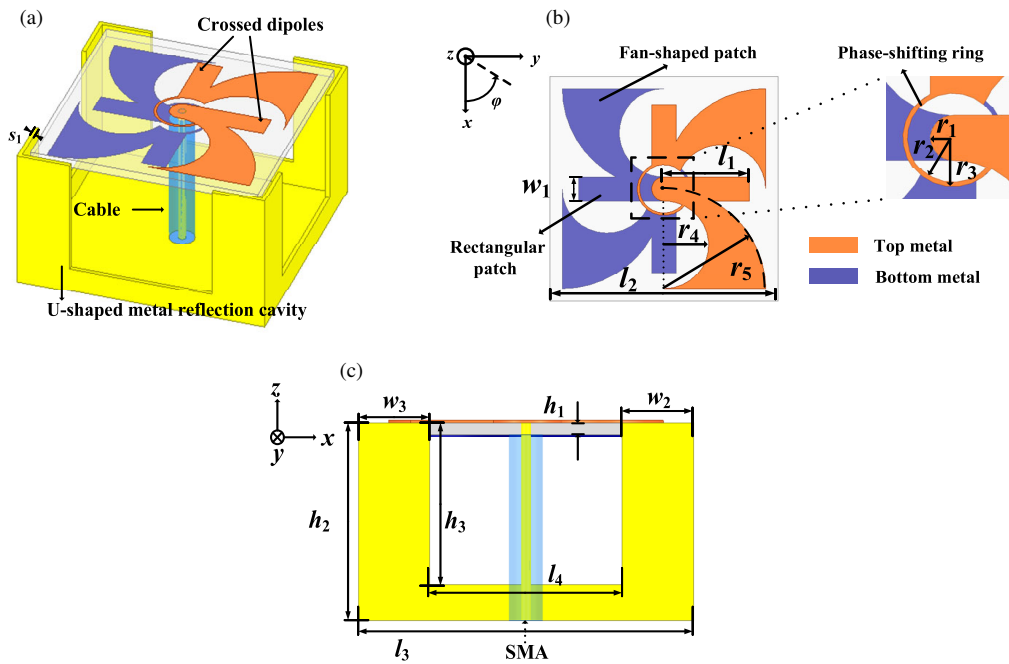 (a)
Crossed dipoles
s1
Cable
U-shaped metal reflection cavity
z
y
x
φ
(b)
Fan-shaped patch
Phase-shifting ring
w1
l1
r4
r5
l2
Rectangular
patch
r1
r2
r3
Top metal
Bottom metal
(c)
z
x
y
w3
h1
w2
h2
h3
l4
l3
SMA